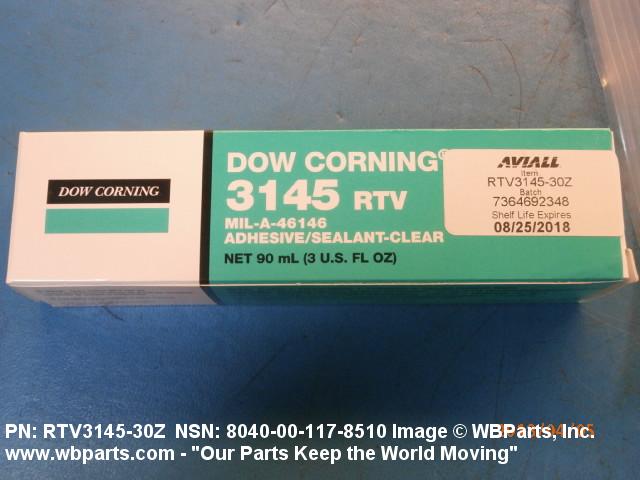 DOW CORNING
DOW CORNING®
3145 RTV
MIL-A-46146
ADHESIVE/SEALANT-CLEAR
NET 90 mL (3 U.S. FL OZ)
AVIALL
Item
RTV3145-30Z
Batch
7364692348
Shelf Life Expires
08/25/2018
PN: RTV3145-30Z NSN: 8040-00-117-8510 Image © WBParts, Inc.
www.wbparts.com - "Our Parts Keep the World Moving"